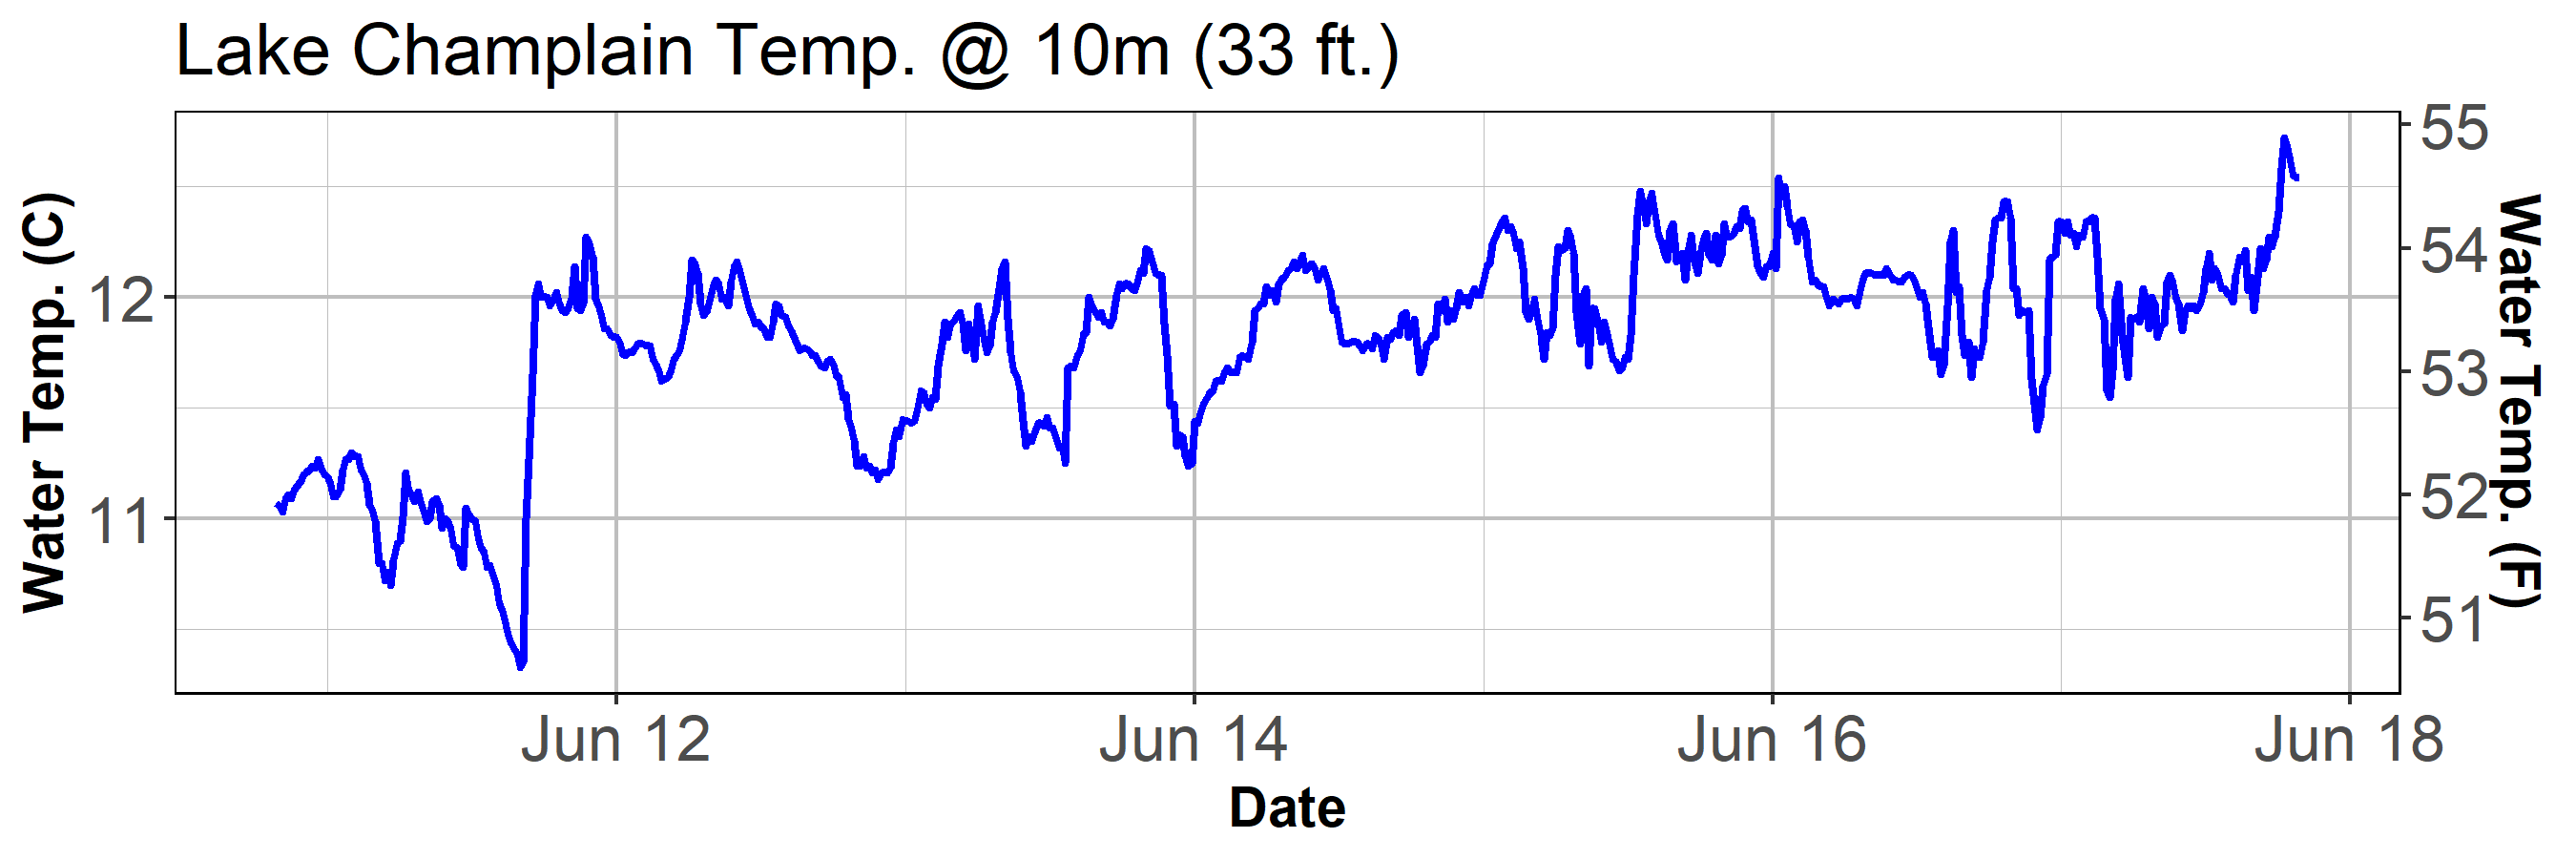 Lake Champlain Temp. @ 10m (33 ft.)
Water Temp. (C)
12
11
55
54
53
52
51
Water Temp. (F)
Jun 12
Jun 14
Jun 16
Jun 18
Date